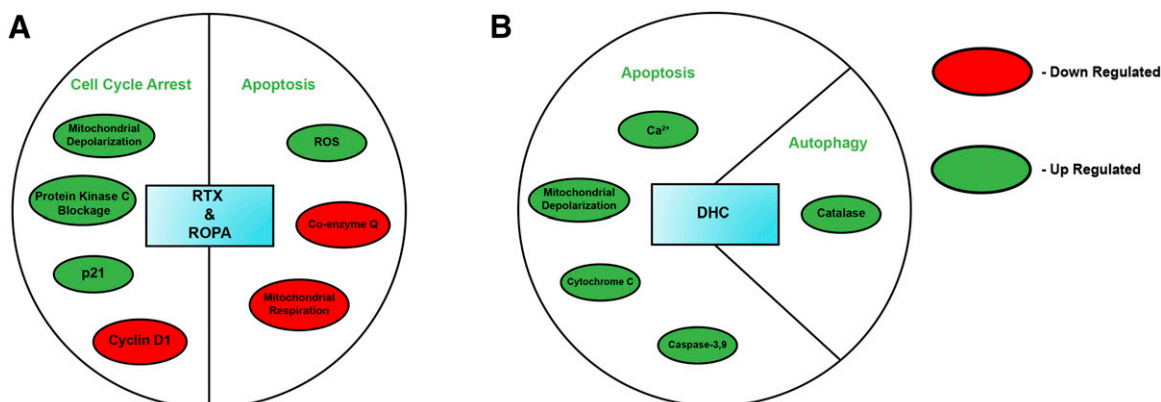 A
Cell Cycle Arrest
Apoptosis
Mitochondrial
Depolarization
ROS
Protein Kinase C
Blockage
RTX
&
ROPA
Co-enzyme Q
p21
Mitochondrial
Respiration
Cyclin D1
B
Apoptosis
Ca²⁺
Autophagy
Mitochondrial
Depolarization
DHC
Catalase
Cytochrome C
Caspase-3,9
- Down Regulated
- Up Regulated